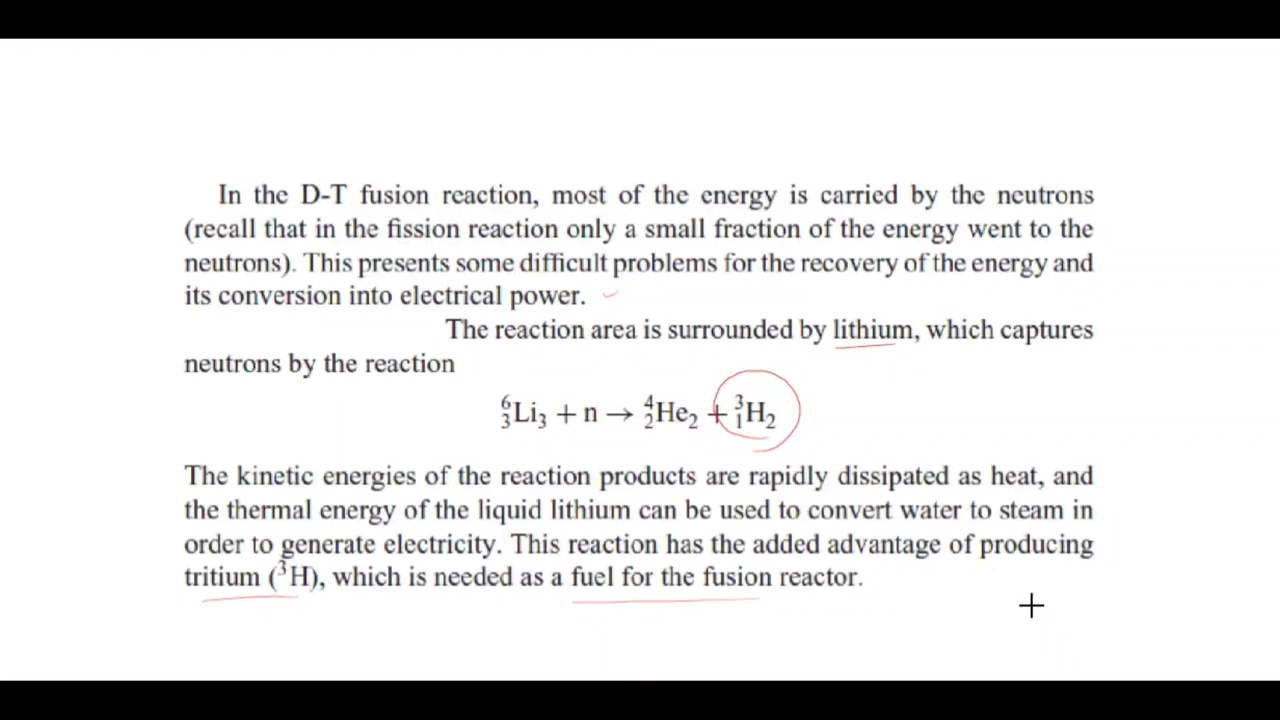 In the D-T fusion reaction, most of the energy is carried by the neutrons
(recall that in the fission reaction only a small fraction of the energy went to the
neutrons). This presents some difficult problems for the recovery of the energy and
its conversion into electrical power.
The reaction area is surrounded by lithium, which captures
neutrons by the reaction
⁶₃Li₃ + n → ⁴₂He₂ + ³₁H₂
The kinetic energies of the reaction products are rapidly dissipated as heat, and
the thermal energy of the liquid lithium can be used to convert water to steam in
order to generate electricity. This reaction has the added advantage of producing
tritium (³H), which is needed as a fuel for the fusion reactor.